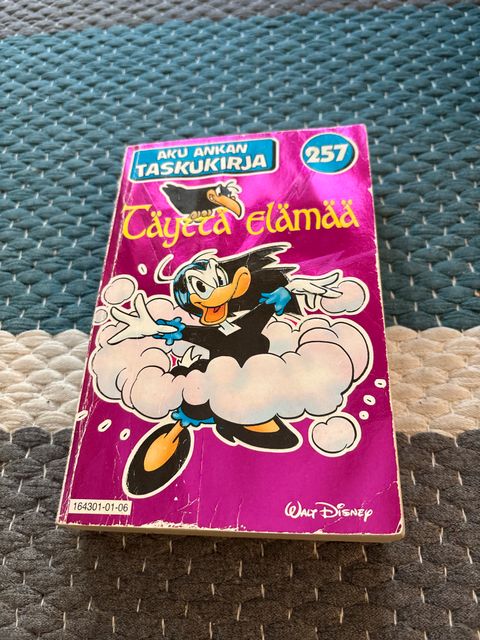 AKU ANKAN
TASKUKIRJA
257
Täyttä elämää
164301-01-06
WALT DISNEY